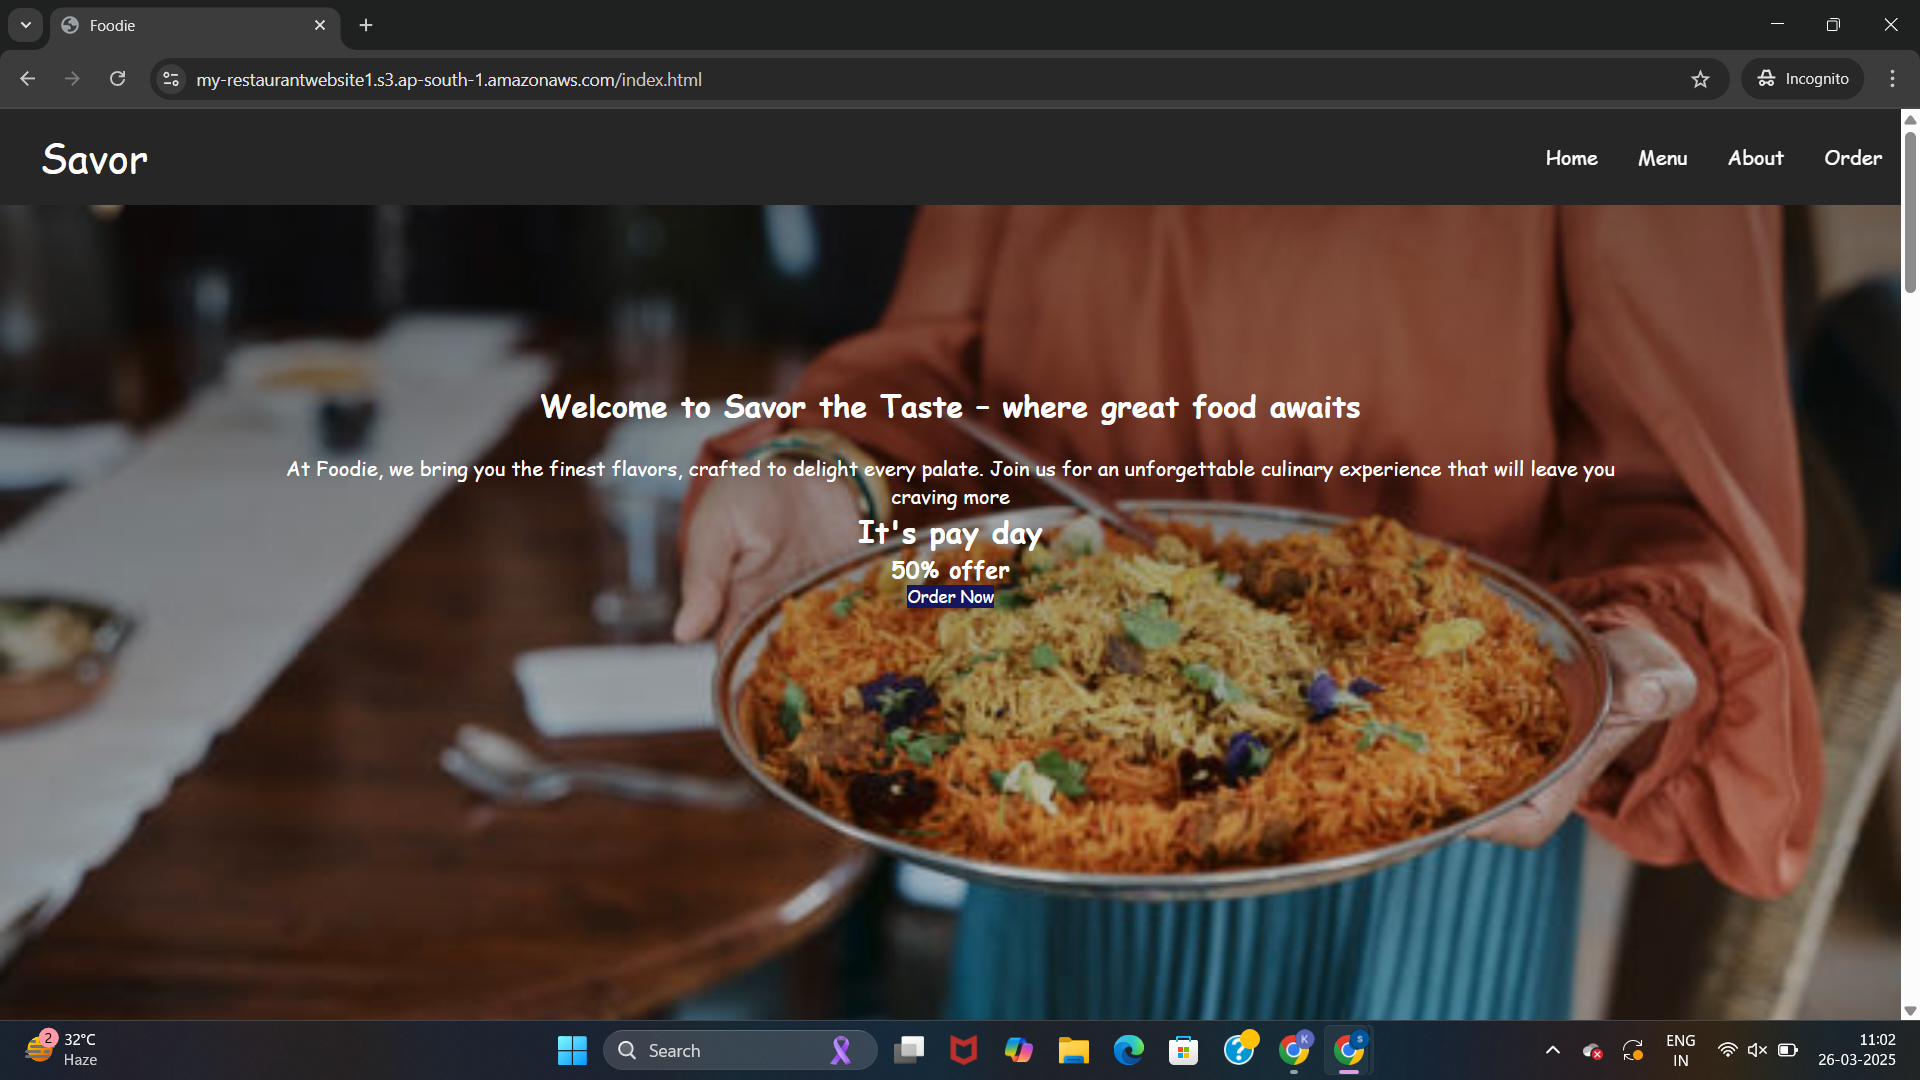 Foodie
my-restaurantwebsite1.s3.ap-south-1.amazonaws.com/index.html
Incognito
Savor
Home Menu About Order
Welcome to Savor the Taste – where great food awaits
At Foodie, we bring you the finest flavors, crafted to delight every palate. Join us for an unforgettable culinary experience that will leave you
craving more
It's pay day
50% offer
Order Now
2
32°C
Haze
Search
K
S
ENG
IN
11:02
26-03-2025